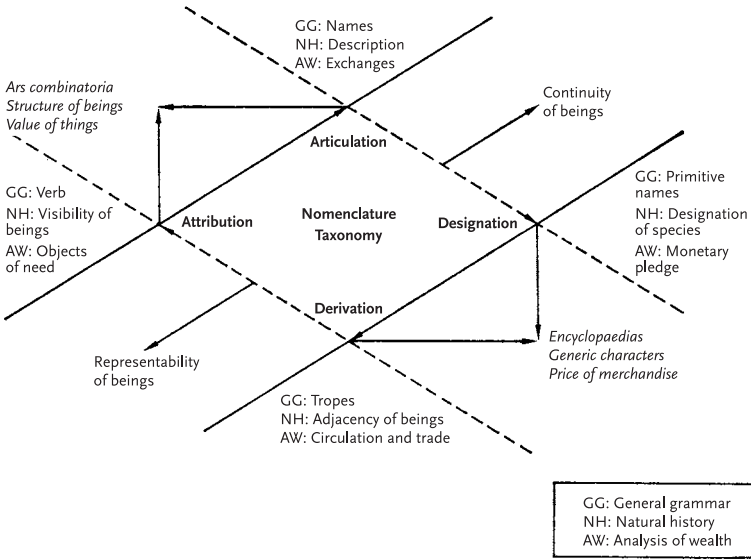 GG: Names
NH: Description
AW: Exchanges
Ars combinatoria
Structure of beings
Value of things
Continuity
of beings
Articulation
GG: Verb
NH: Visibility of
beings
AW: Objects
of need
Attribution
Nomenclature
Taxonomy
Designation
GG: Primitive
names
NH: Designation
of species
AW: Monetary
pledge
Derivation
Representability
of beings
Encyclopaedias
Generic characters
Price of merchandise
GG: Tropes
NH: Adjacency of beings
AW: Circulation and trade
GG: General grammar
NH: Natural history
AW: Analysis of wealth